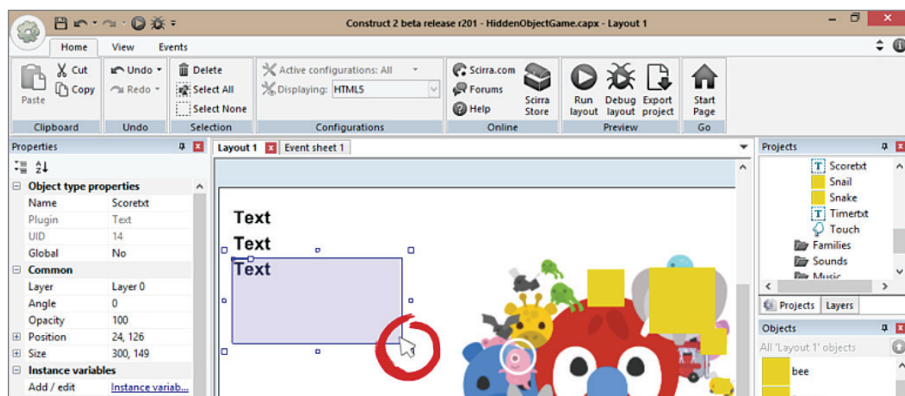 Construct 2 beta release r201 - HiddenObjectGame.capx - Layout 1
Home View Events
Paste
Cut
Copy
Clipboard
Undo
Redo
Undo
Delete
Select All
Select None
Selection
Active configurations: All
Displaying: HTML5
Configurations
Scirra.com
Forums
Help
Scirra Store
Online
Run layout
Debug layout
Export project
Preview
Start Page
Go
Properties
Object type properties
Name Scoretxt
Plugin Text
UID 14
Global No
Common
Layer Layer 0
Angle 0
Opacity 100
Position 24, 126
Size 300, 149
Instance variables
Add / edit Instance variab...
Layout 1 Event sheet 1
Text
Text
Text
Projects
T Scoretxt
Snail
Snake
T Timertxt
Touch
Families
Sounds
Music
Projects Layers
Objects
All 'Layout 1' objects
bee